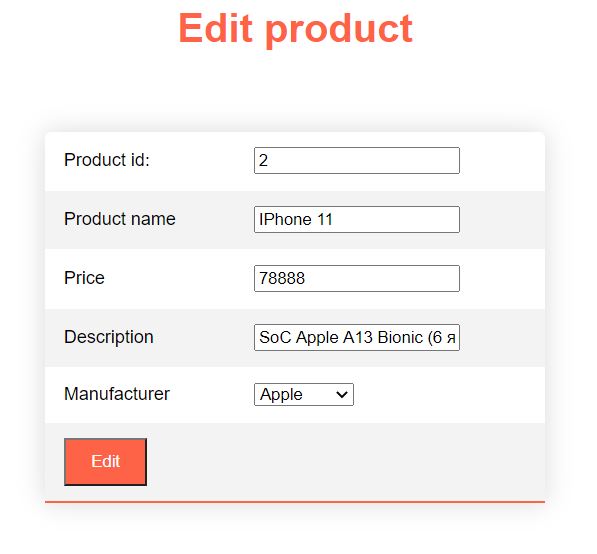 Edit product
Product id: 2
Product name IPhone 11
Price 78888
Description SoC Apple A13 Bionic (6 я
Manufacturer Apple
Edit